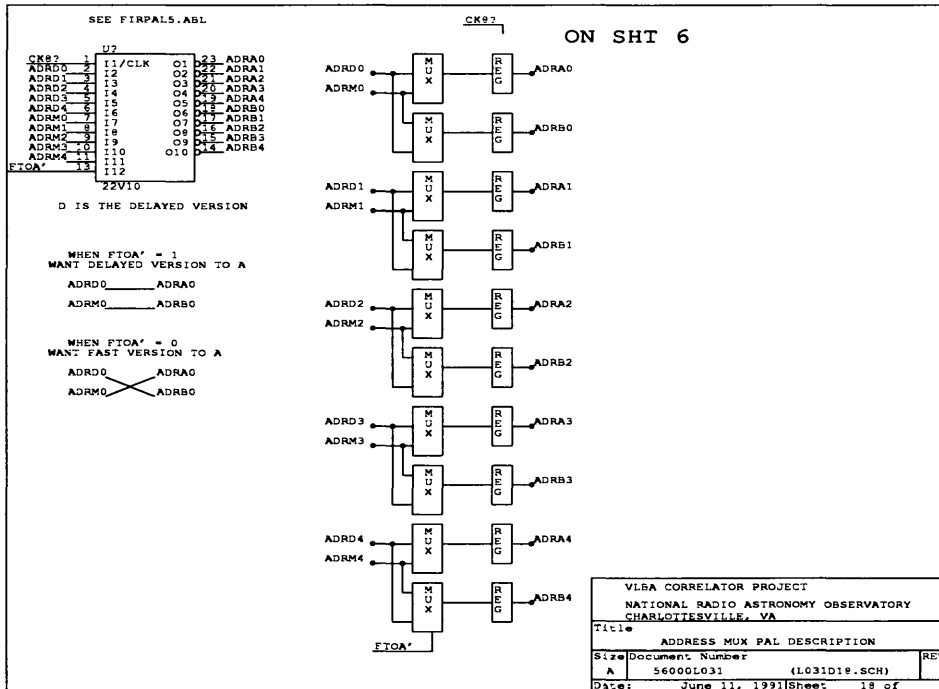 SEE FIRPAL5.ABL
CK8?
ON SHT 6
U?
CK8? 1 I1/CLK O1 23 ADRA0
ADRD0 2 I2 O2 22 ADRA1
ADRD1 3 I3 O3 21 ADRA2
ADRD2 4 I4 O4 20 ADRA3
ADRD3 5 I5 O5 19 ADRA4
ADRD4 6 I6 O6 18 ADRB0
ADRM0 7 I7 O7 17 ADRB1
ADRM1 8 I8 O8 16 ADRB2
ADRM2 9 I9 O9 15 ADRB3
ADRM3 10 I10 O10 14 ADRB4
ADRM4 11 I11
FTOA' 13 I12
22V10
D IS THE DELAYED VERSION
WHEN FTOA' = 1
WANT DELAYED VERSION TO A
ADRD0 ADRA0
ADRM0 ADRB0
WHEN FTOA' = 0
WANT FAST VERSION TO A
ADRD0 ADRA0
ADRM0 ADRB0
ADRD0 MUX REG ADRA0
ADRM0
MUX REG ADRB0
ADRD1 MUX REG ADRA1
ADRM1
MUX REG ADRB1
ADRD2 MUX REG ADRA2
ADRM2
MUX REG ADRB2
ADRD3 MUX REG ADRA3
ADRM3
MUX REG ADRB3
ADRD4 MUX REG ADRA4
ADRM4
MUX REG ADRB4
FTOA'
VLBA CORRELATOR PROJECT
NATIONAL RADIO ASTRONOMY OBSERVATORY
CHARLOTTESVILLE, VA
Title
ADDRESS MUX PAL DESCRIPTION
Size Document Number RE
A 56000L031 (L031D18.SCH)
Date: June 11, 1991 Sheet 18 of